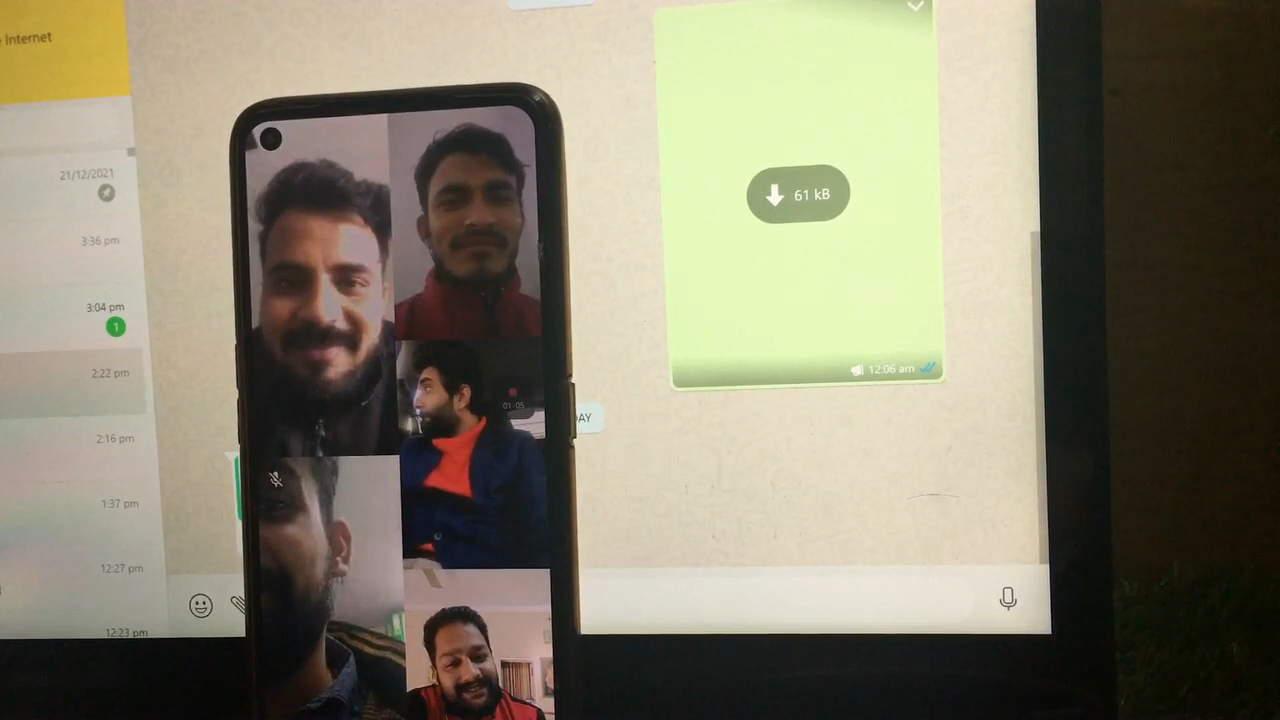 Internet
21/12/2021
3:36 pm
3:04 pm
1
2:22 pm
2:16 pm
1:37 pm
12:27 pm
12:23 pm
61 kB
12:06 am
DAY
01:05